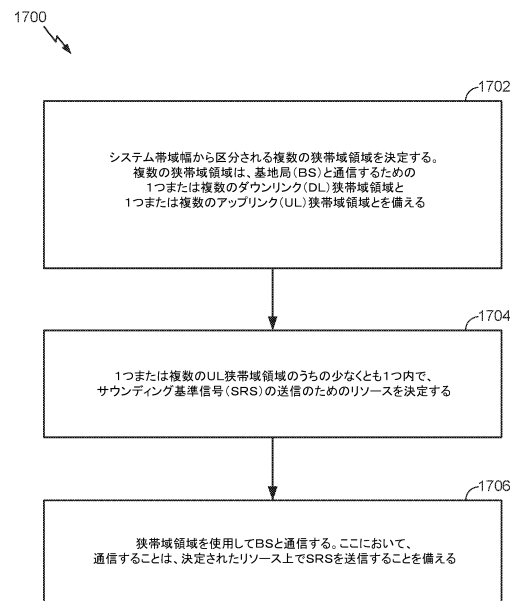 1700
1702
システム帯域幅から区分される複数の狭帯域領域を決定する。
複数の狭帯域領域は、基地局(BS)と通信するための
1つまたは複数のダウンリンク(DL)狭帯域領域と
1つまたは複数のアップリンク(UL)狭帯域領域とを備える
1704
1つまたは複数のUL狭帯域領域のうちの少なくとも1つ内で、
サウンディング基準信号(SRS)の送信のためのリソースを決定する
1706
狭帯域領域を使用してBSと通信する。ここにおいて、
通信することは、決定されたリソース上でSRSを送信することを備える